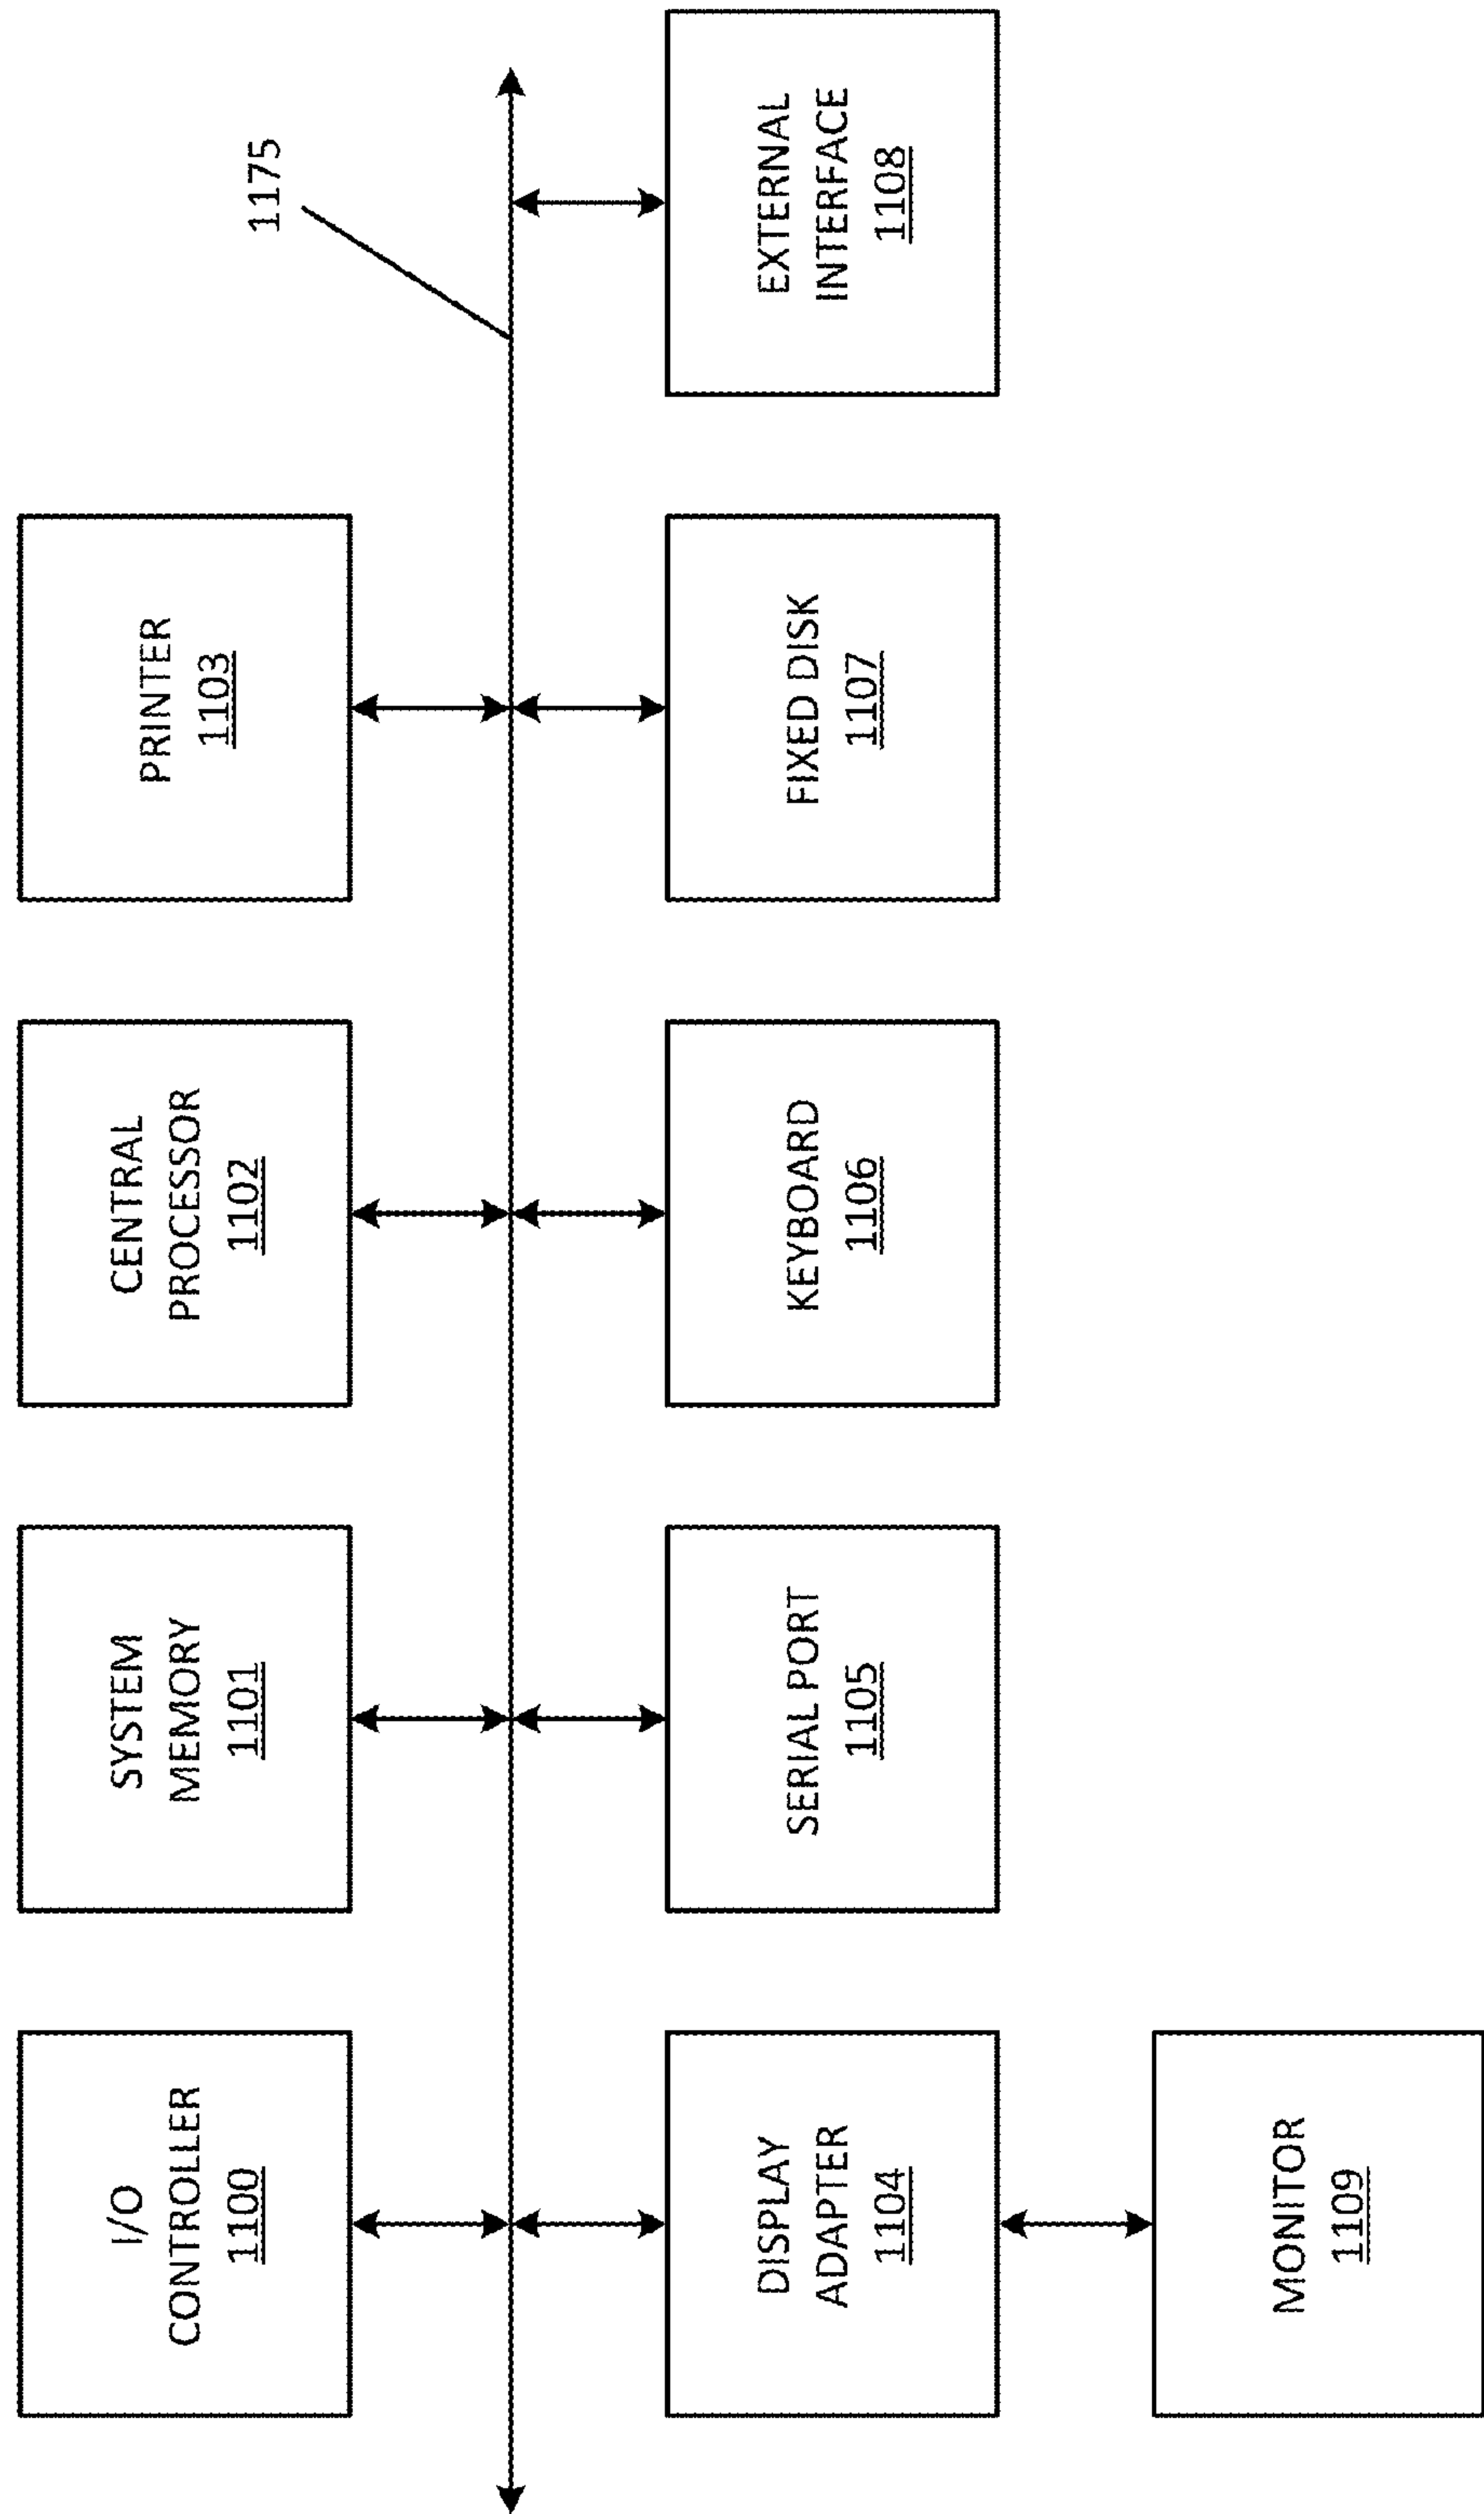 I/O
CONTROLLER
1100
SYSTEM
MEMORY
1101
CENTRAL
PROCESSOR
1102
PRINTER
1103
1175
DISPLAY
ADAPTER
1104
SERIAL PORT
1105
KEYBOARD
1106
FIXED DISK
1107
EXTERNAL
INTERFACE
1108
MONITOR
1109